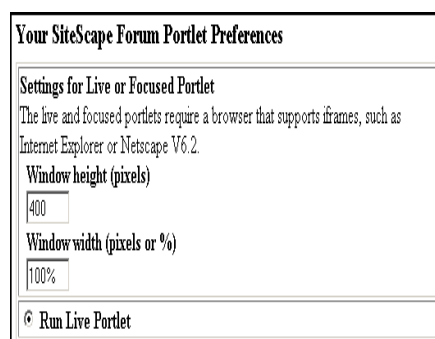 Your SiteScape Forum Portlet Preferences
Settings for Live or Focused Portlet
The live and focused portlets require a browser that supports iframes, such as
Internet Explorer or Netscape V6.2.
Window height (pixels)
400
Window width (pixels or %)
100%
Run Live Portlet